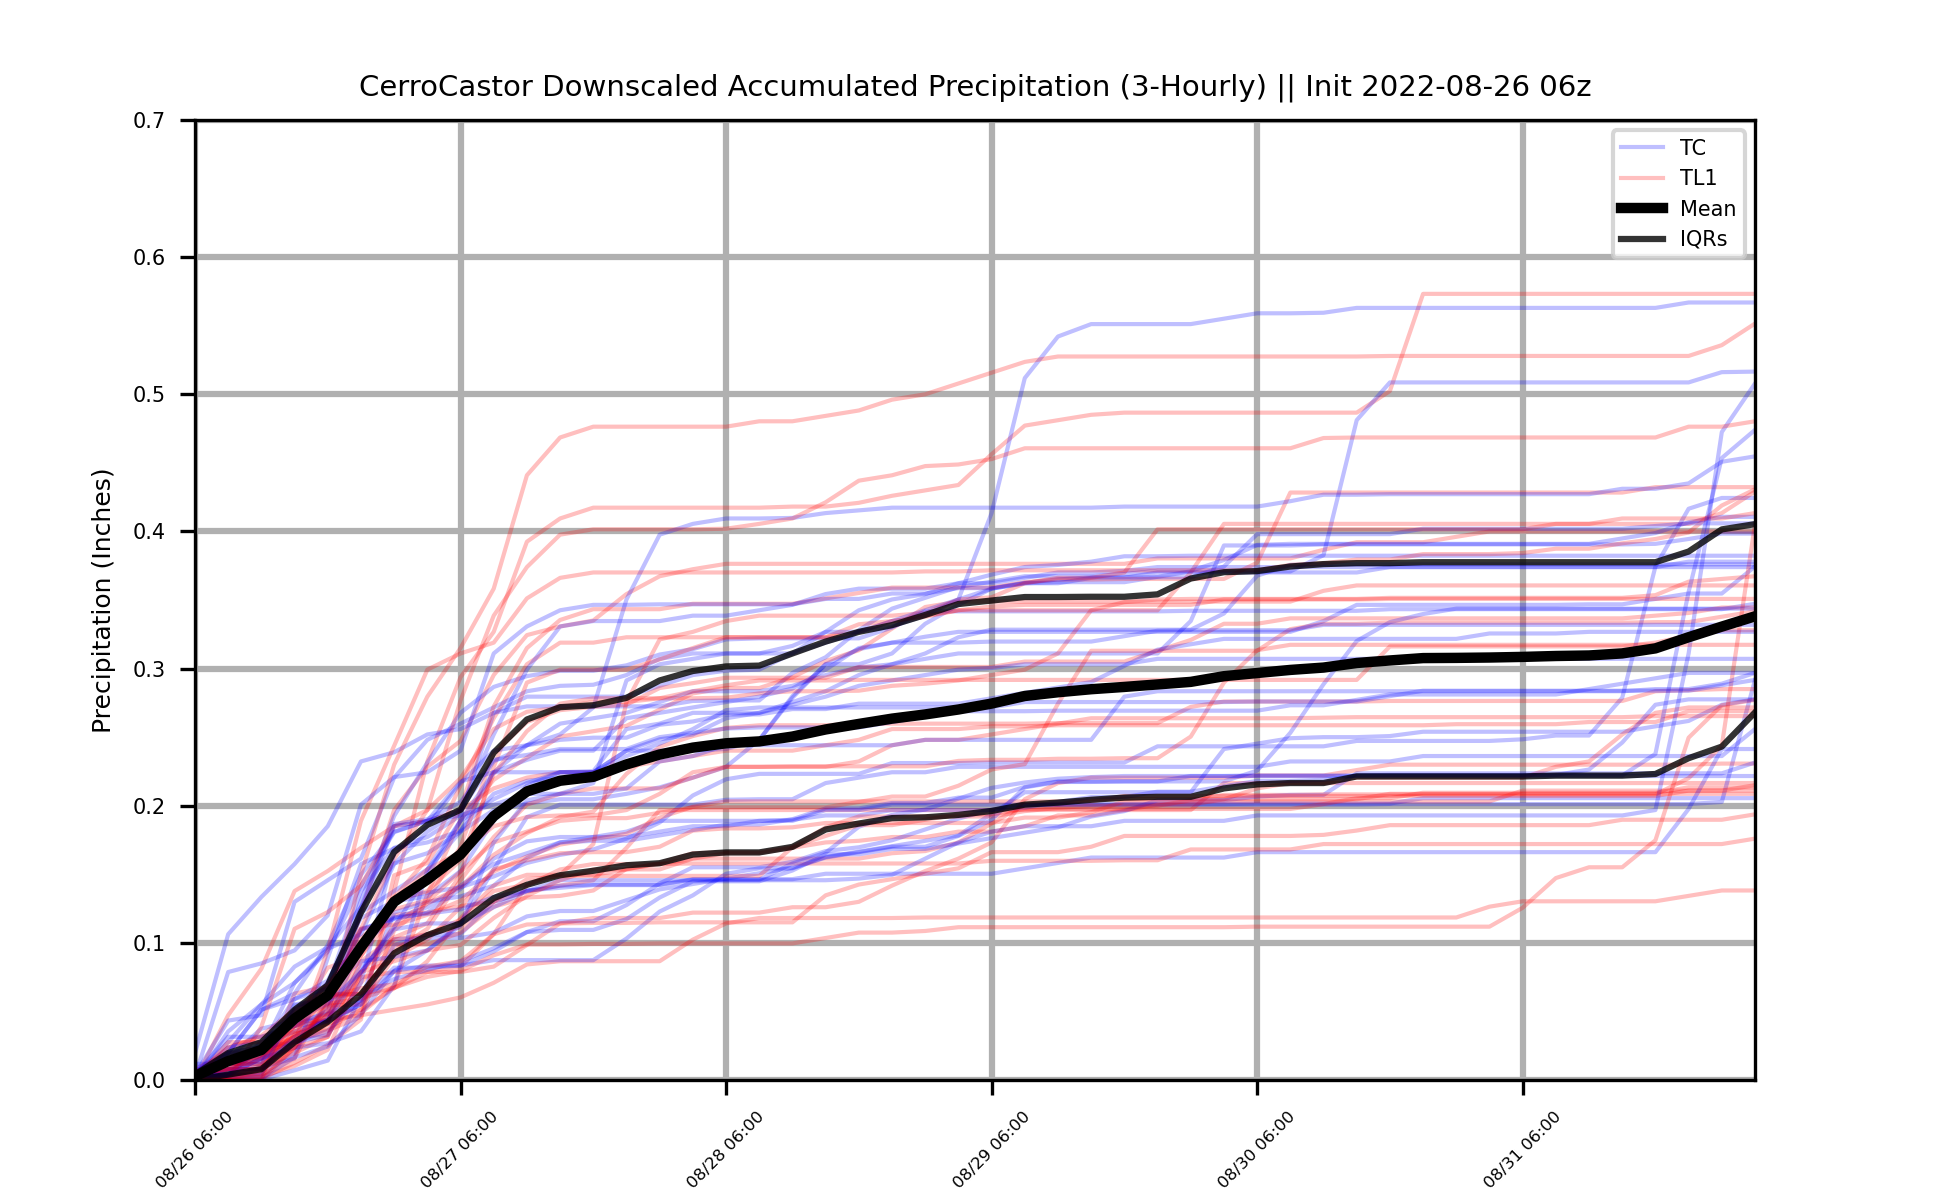 CerroCastor Downscaled Accumulated Precipitation (3-Hourly) || Init 2022-08-26 06z
Precipitation (Inches)
0.7
0.6
0.5
0.4
0.3
0.2
0.1
0.0
TC
TL1
Mean
IQRs
08/26 06:00
08/27 06:00
08/28 06:00
08/29 06:00
08/30 06:00
08/31 06:00